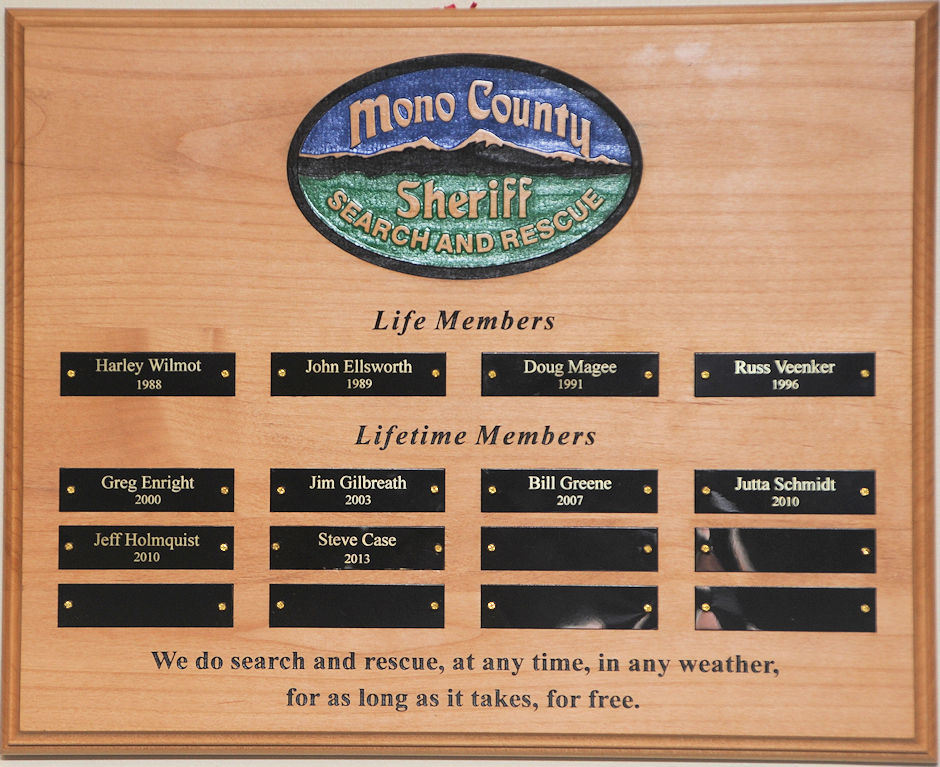 Mono County
Sheriff
SEARCH AND RESCUE
Life Members
Harley Wilmot
1988
John Ellsworth
1989
Doug Magee
1991
Russ Veenker
1996
Lifetime Members
Greg Enright
2000
Jim Gilbreath
2003
Bill Greene
2007
Jutta Schmidt
2010
Jeff Holmquist
2010
Steve Case
2013
We do search and rescue, at any time, in any weather,
for as long as it takes, for free.